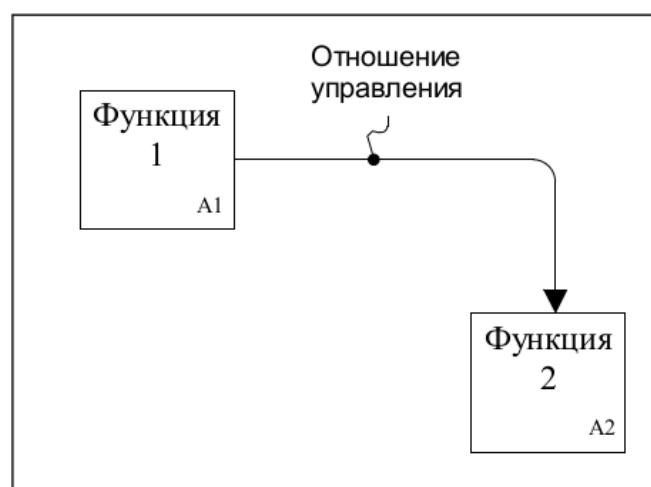 Отношение
управления
Функция
1
A1
Функция
2
A2